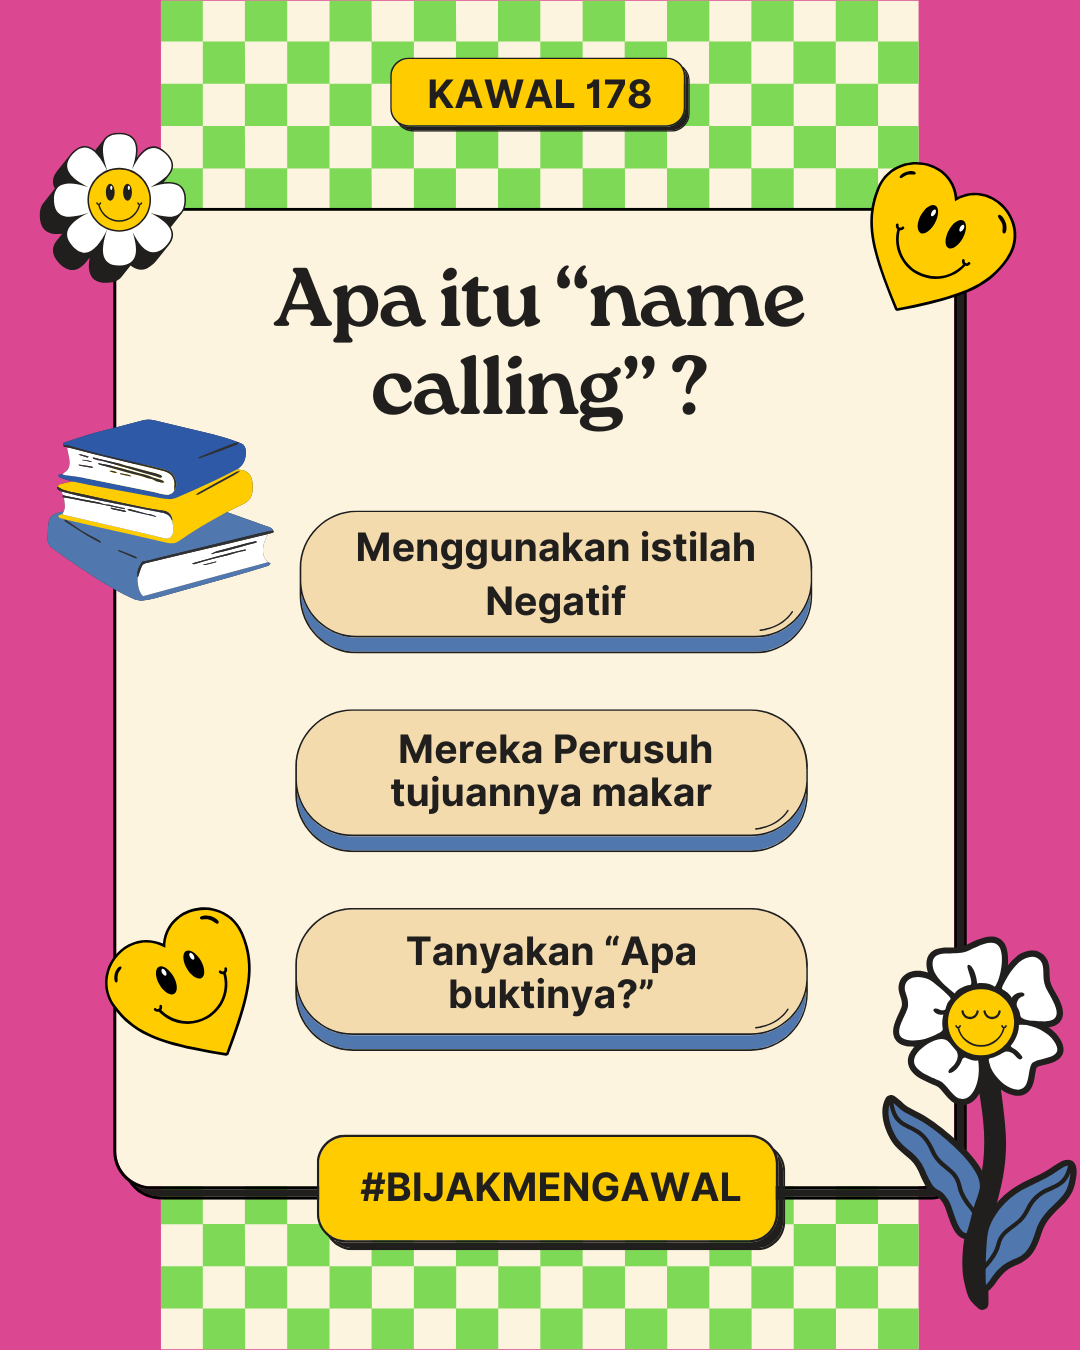 KAWAL 178
Apa itu “name
calling” ?
Menggunakan istilah
Negatif
Mereka Perusuh
tujuannya makar
Tanyakan “Apa
buktinya?”
#BIJAKMENGAWAL